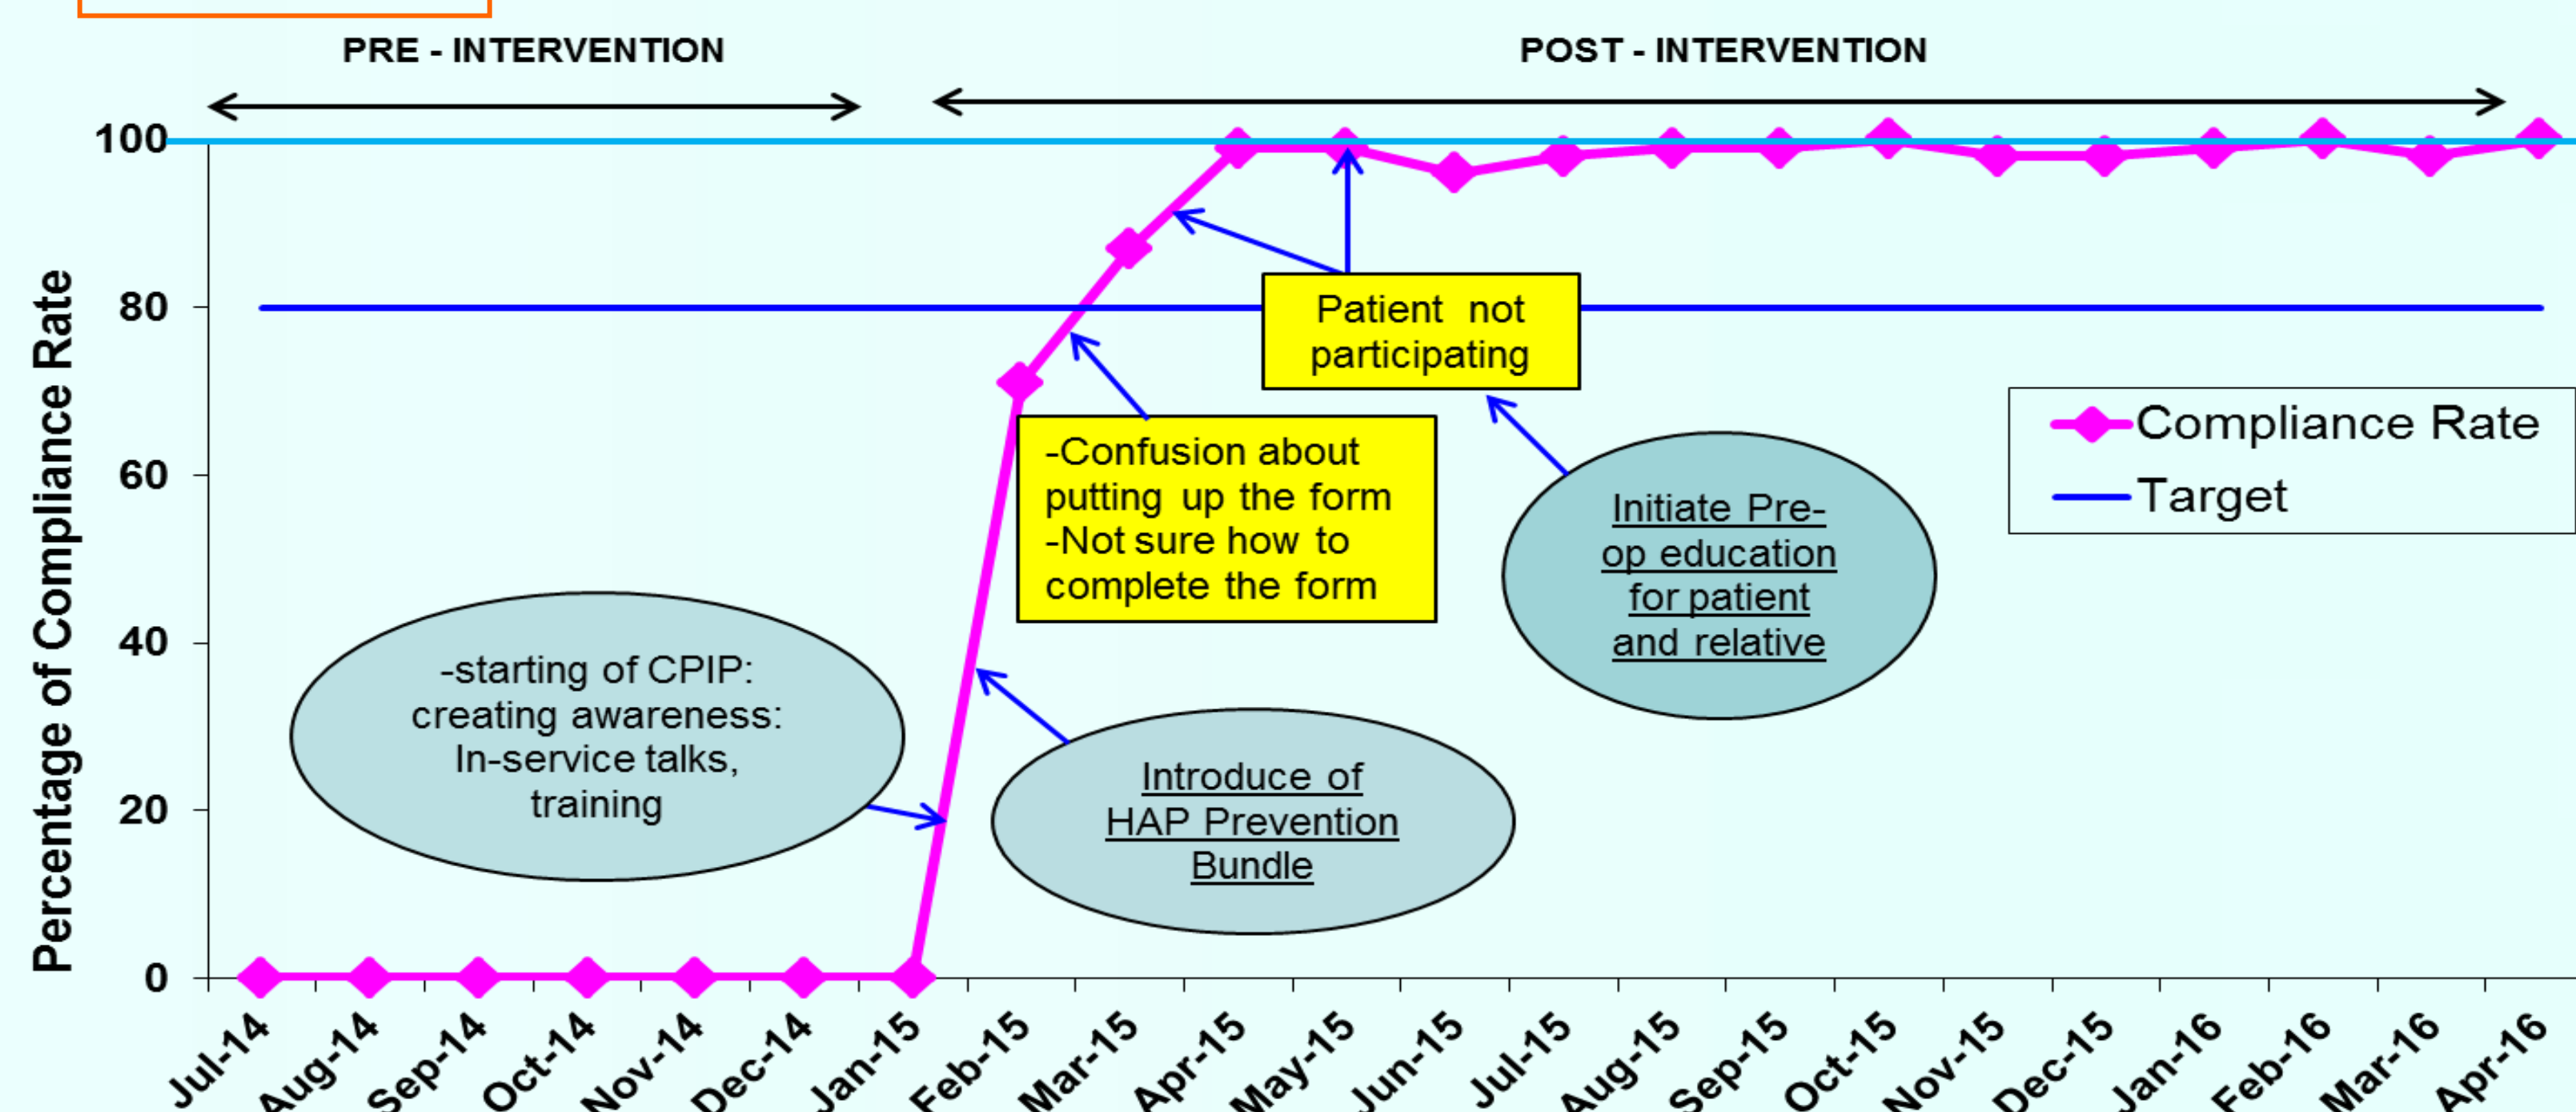 PRE - INTERVENTION
POST - INTERVENTION
Percentage of Compliance Rate
100
80
60
40
20
0
Patient not
participating
-Confusion about
putting up the form
-Not sure how to
complete the form
Initiate Pre-
op education
for patient
and relative
-starting of CPIP:
creating awareness:
In-service talks,
training
Introduce of
HAP Prevention
Bundle
Compliance Rate
Target
Jul-14
Aug-14
Sep-14
Oct-14
Nov-14
Dec-14
Jan-15
Feb-15
Mar-15
Apr-15
May-15
Jun-15
Jul-15
Aug-15
Sep-15
Oct-15
Nov-15
Dec-15
Jan-16
Feb-16
Mar-16
Apr-16